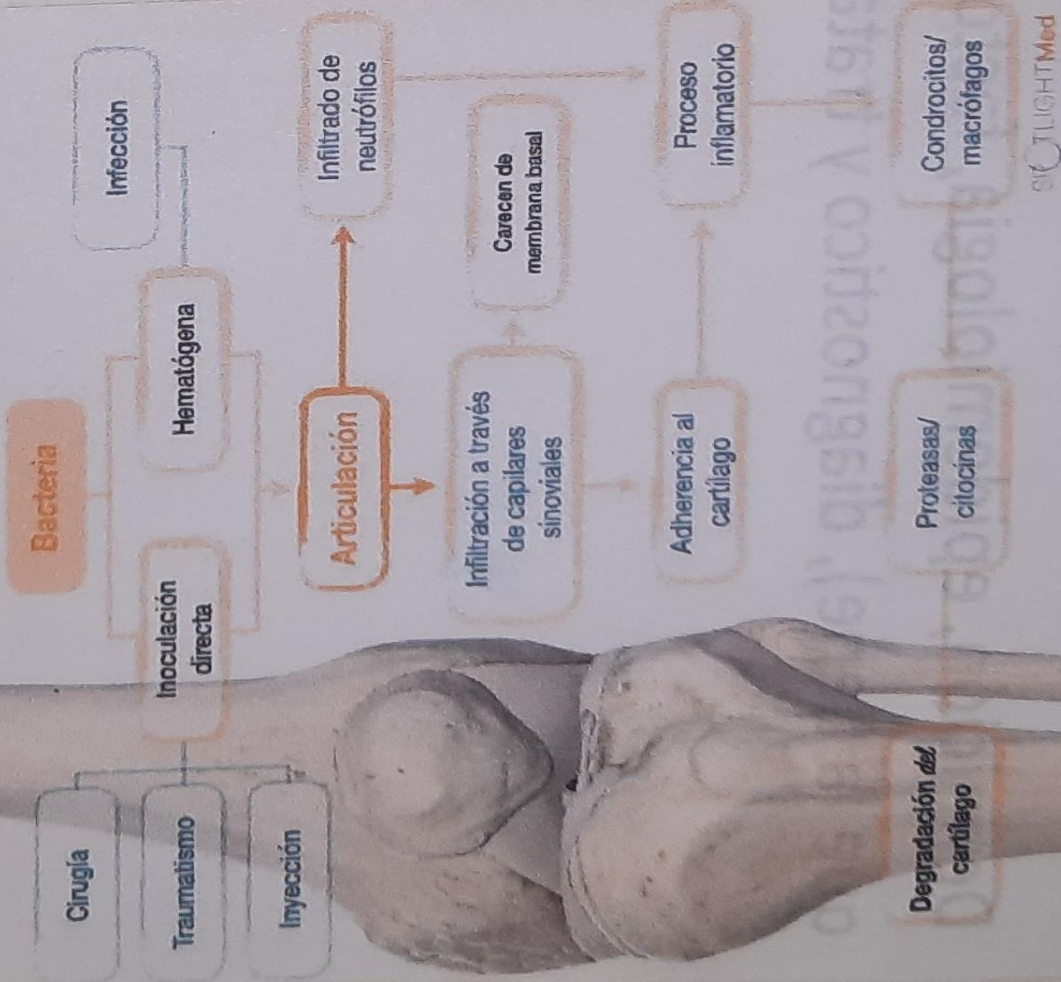 Bacteria
Cirugía
Traumatismo
Inyección
Inoculación
directa
Hematógena
Infección
Articulación
Infiltrado de
neutrófilos
Infiltración a través
de capilares
sinoviales
Carecen de
membrana basal
Adherencia al
cartílago
Proceso
inflamatorio
Degradación del
cartílago
Proteasas/
citocinas
Condrocitos/
macrófagos